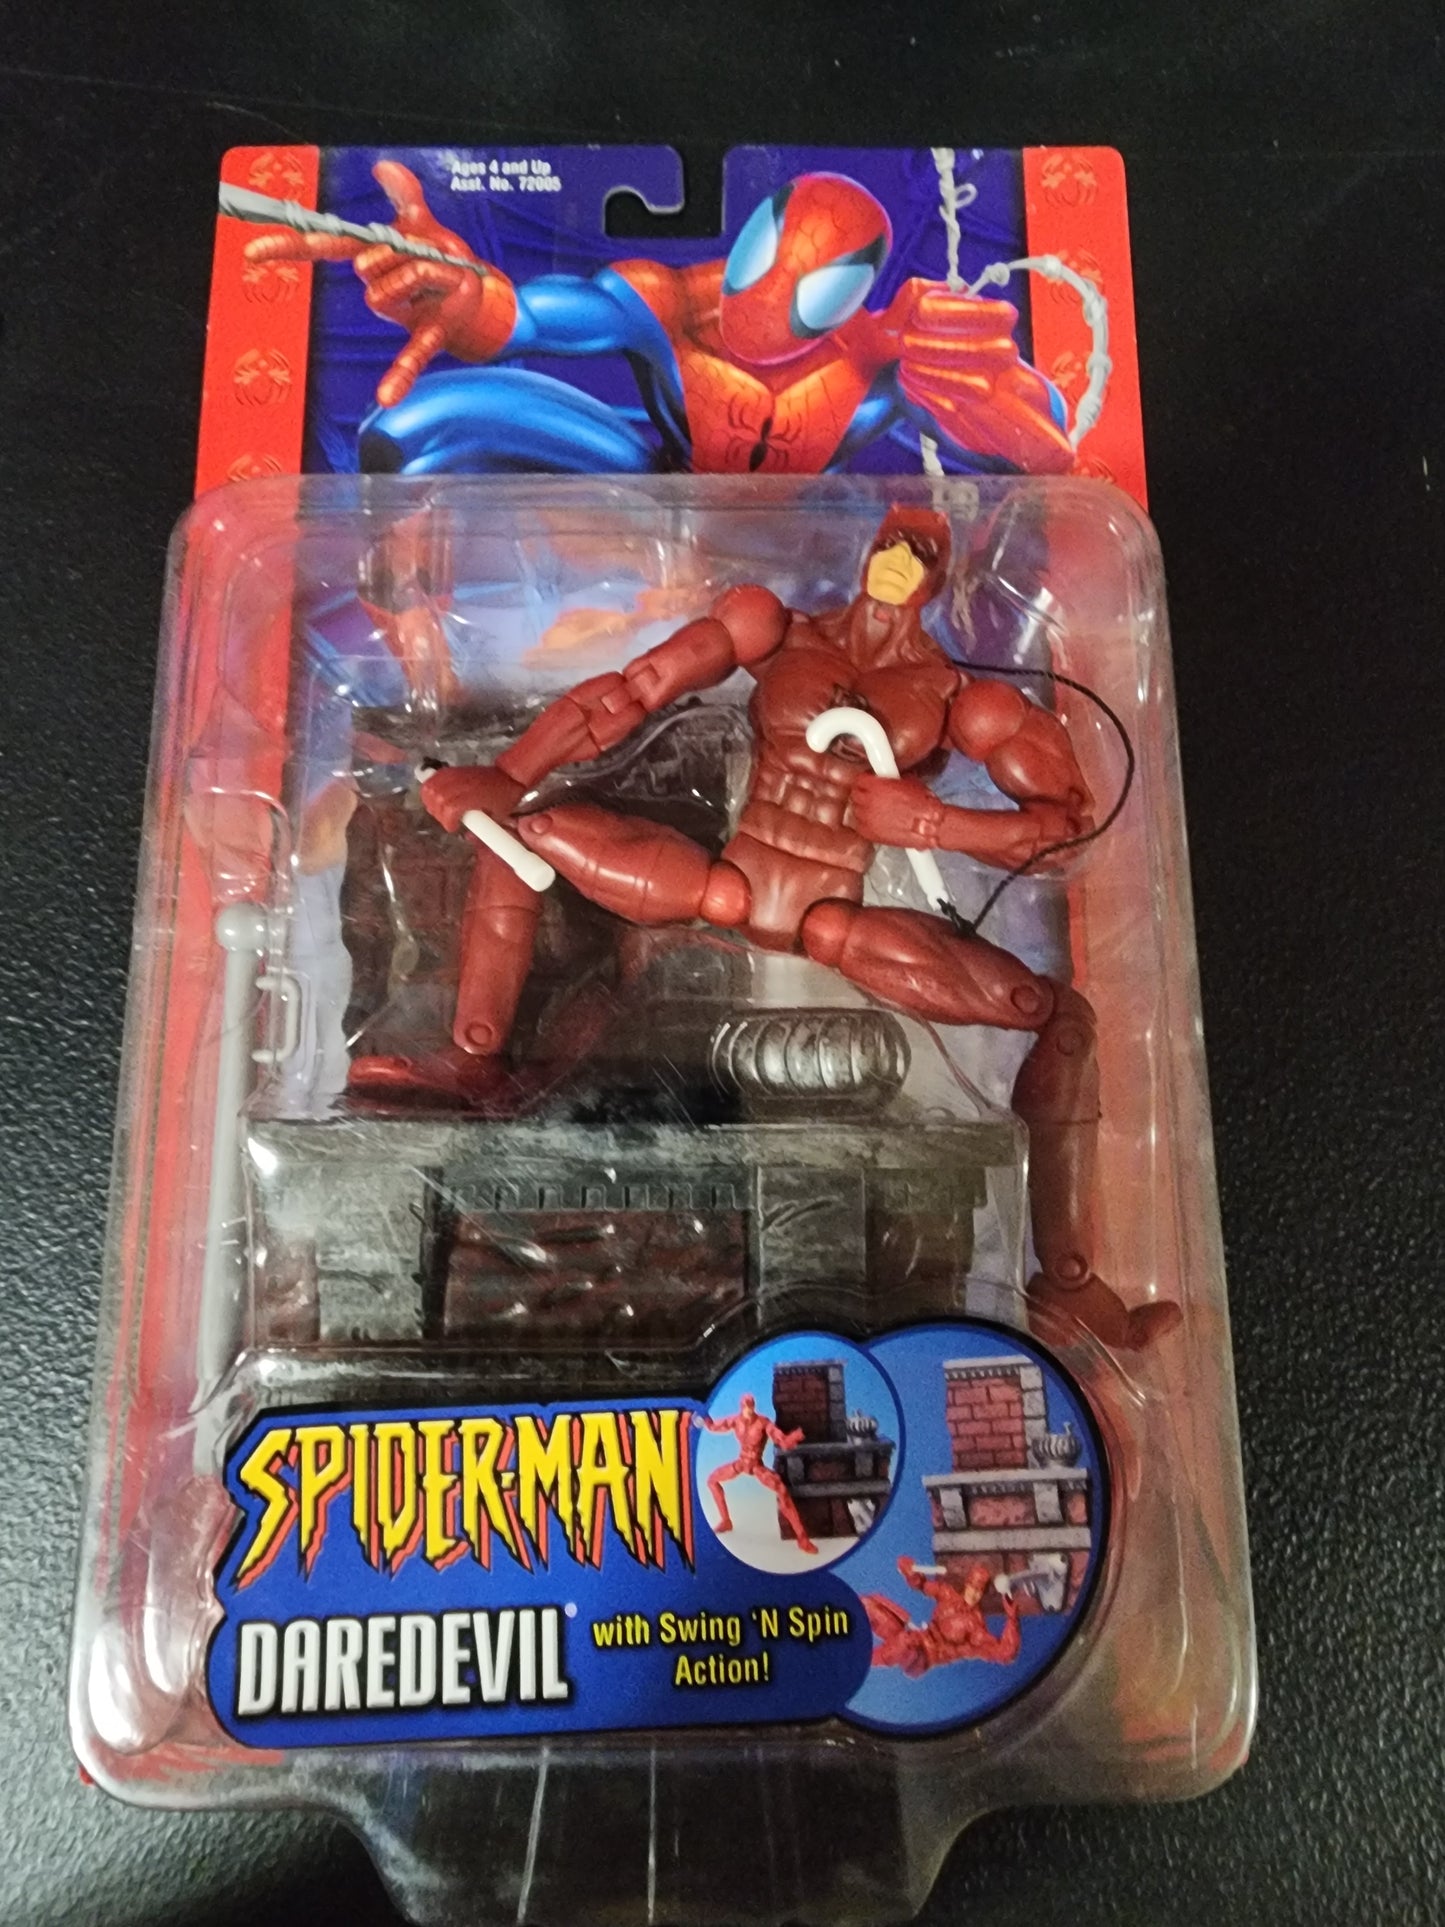 Ages 4 and Up
Asst. No. 72005
SPIDER-MAN
DAREDEVIL
with Swing 'N Spin
Action!